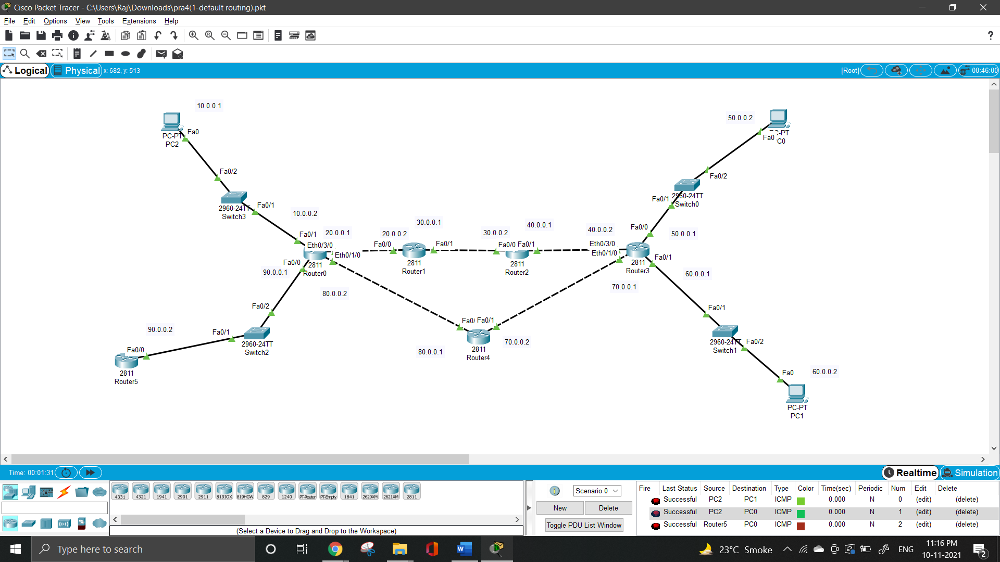 Cisco Packet Tracer - C:\Users\Raj\Downloads\pra4(1-default routing).pkt
File Edit Options View Tools Extensions Help
?
Logical Physical x: 682, y: 513 [Root] 00:46:00
10.0.0.1
Fa0
PC-PT
PC2
Fa0/2
2960-24TT
Switch3
Fa0/1
10.0.0.2
Fa0/1
20.0.0.1
Eth0/3/0
Eth0/1/0
Fa0/0
90.0.0.1
2811
Router0
80.0.0.2
20.0.0.2
Fa0/0
30.0.0.1
Fa0/1
2811
Router1
30.0.0.2
40.0.0.1
Fa0/0 Fa0/1
2811
Router2
40.0.0.2
Eth0/3/0
Eth0/1/0
Fa0/0
50.0.0.1
Fa0/1
2811
Router3
60.0.0.1
70.0.0.1
50.0.0.2
Fa0
-PT
C0
Fa0/2
Fa0/1
2960-24TT
Switch0
Fa0/1
2960-24TT
Switch1
Fa0/2
Fa0
60.0.0.2
PC-PT
PC1
Fa0/2
90.0.0.2
Fa0/1
2960-24TT
Switch2
Fa0/0
2811
Router5
Fa0/ Fa0/1
2811
Router4
80.0.0.1
70.0.0.2
Time: 00:01:31
Realtime Simulation
4331 4321 1941 2901 2911 819IOX 819HGW 829 1240 PT-Router PT-Empty 1841 2620XM 2621XM 2811
(Select a Device to Drag and Drop to the Workspace)
Scenario 0
New Delete
Toggle PDU List Window
Fire Last Status Source Destination Type Color Time(sec) Periodic Num Edit Delete
Successful PC2 PC1 ICMP 0.000 N 0 (edit) (delete)
Successful PC2 PC0 ICMP 0.000 N 1 (edit) (delete)
Successful Router5 PC0 ICMP 0.000 N 2 (edit) (delete)
Type here to search
23°C Smoke
ENG
11:16 PM
10-11-2021
2